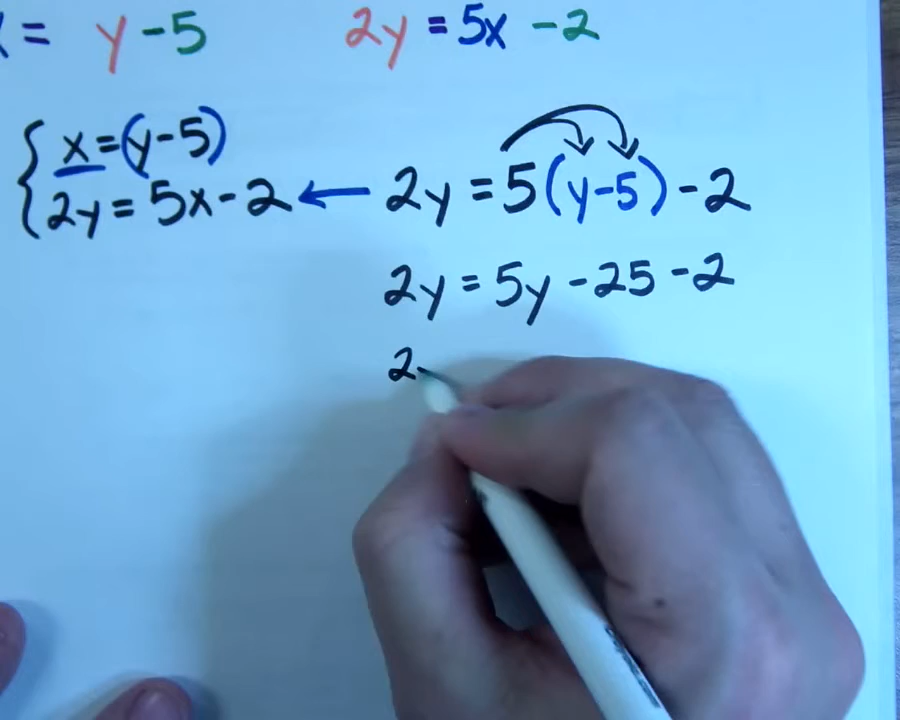 = y-5 2y = 5x -2
x=(y-5)
2y = 5x-2 ← 2y = 5(y-5) -2
2y = 5y -25 -2
2